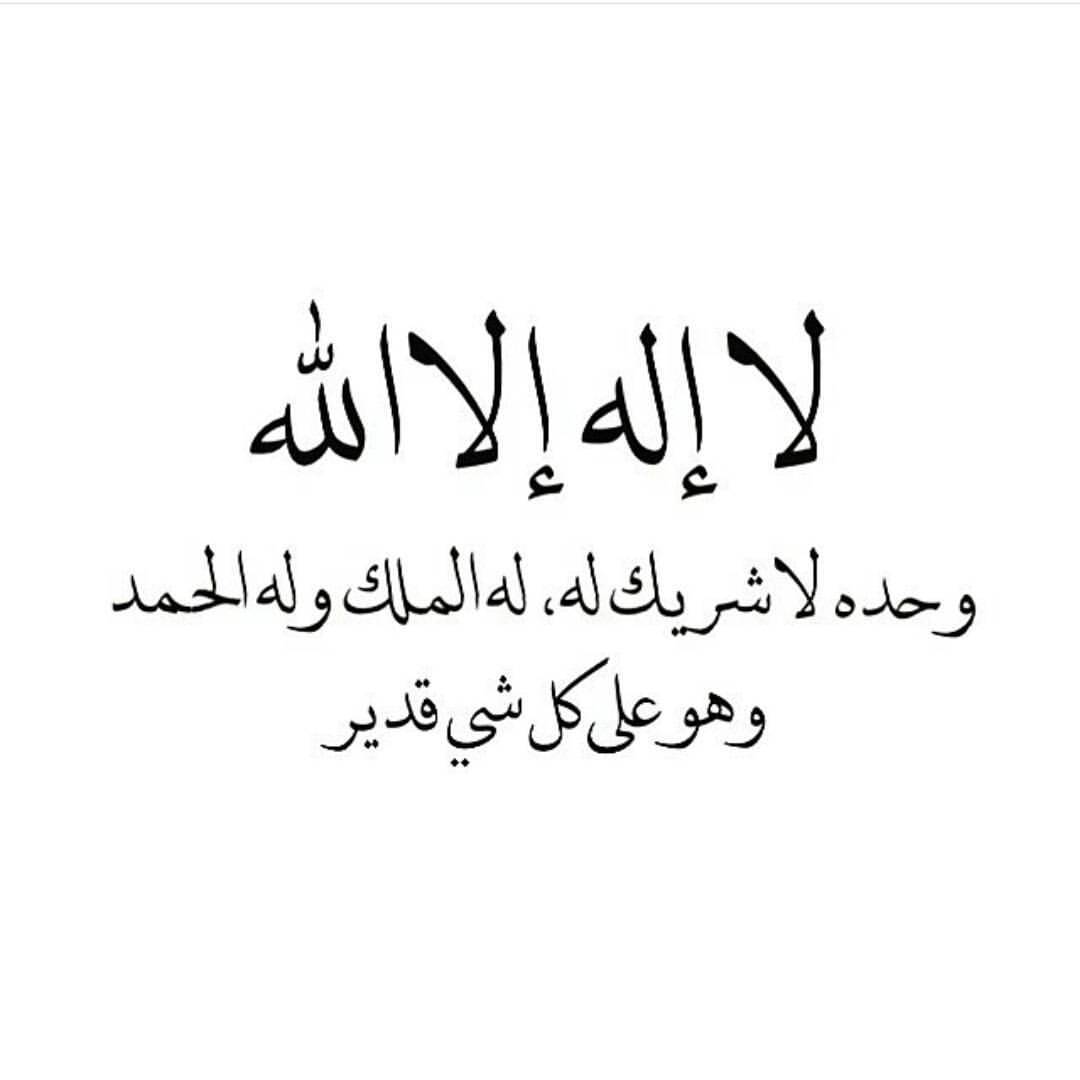 لا إله إلا الله
وحده لا شريك له، له الملك وله الحمد
وهو على كل شي قدير